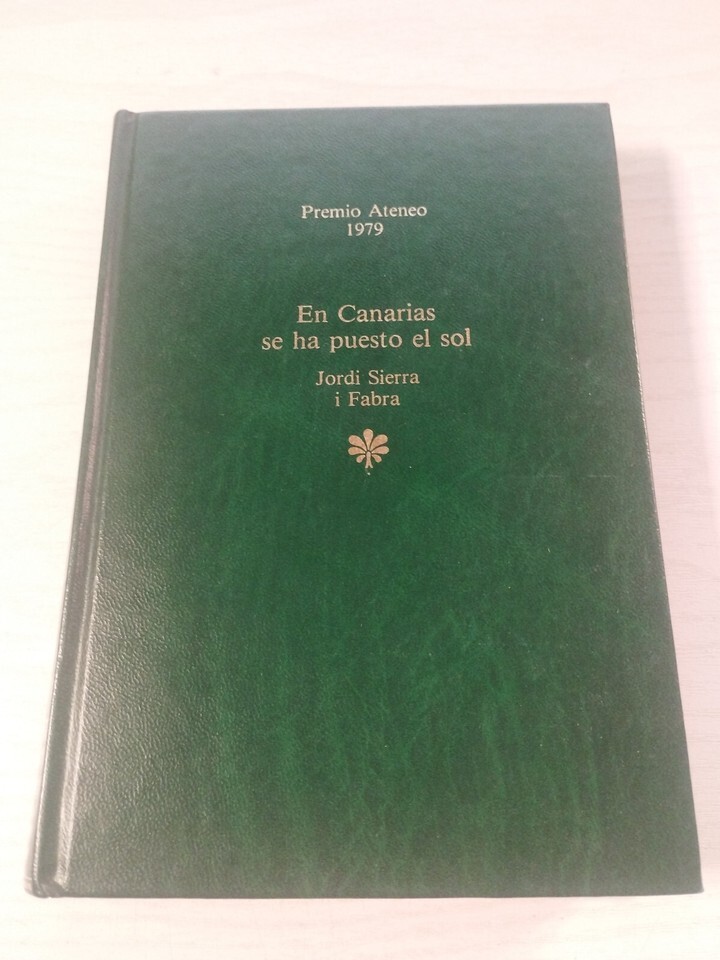 Premio Ateneo
1979
En Canarias
se ha puesto el sol
Jordi Sierra
i Fabra